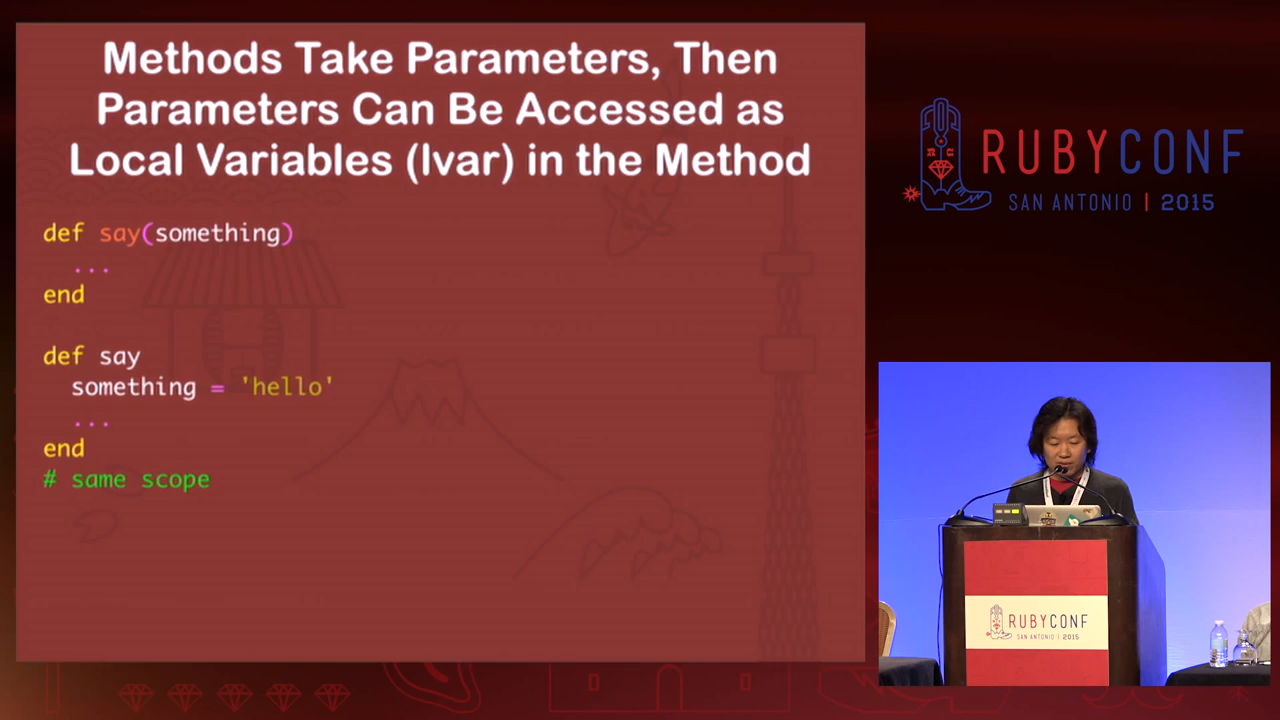 Methods Take Parameters, Then
Parameters Can Be Accessed as
Local Variables (lvar) in the Method
def say(something)
...
end
def say
something = 'hello'
...
end
# same scope
RUBYCONF
SAN ANTONIO | 2015
RUBYCONF
SAN ANTONIO | 2015